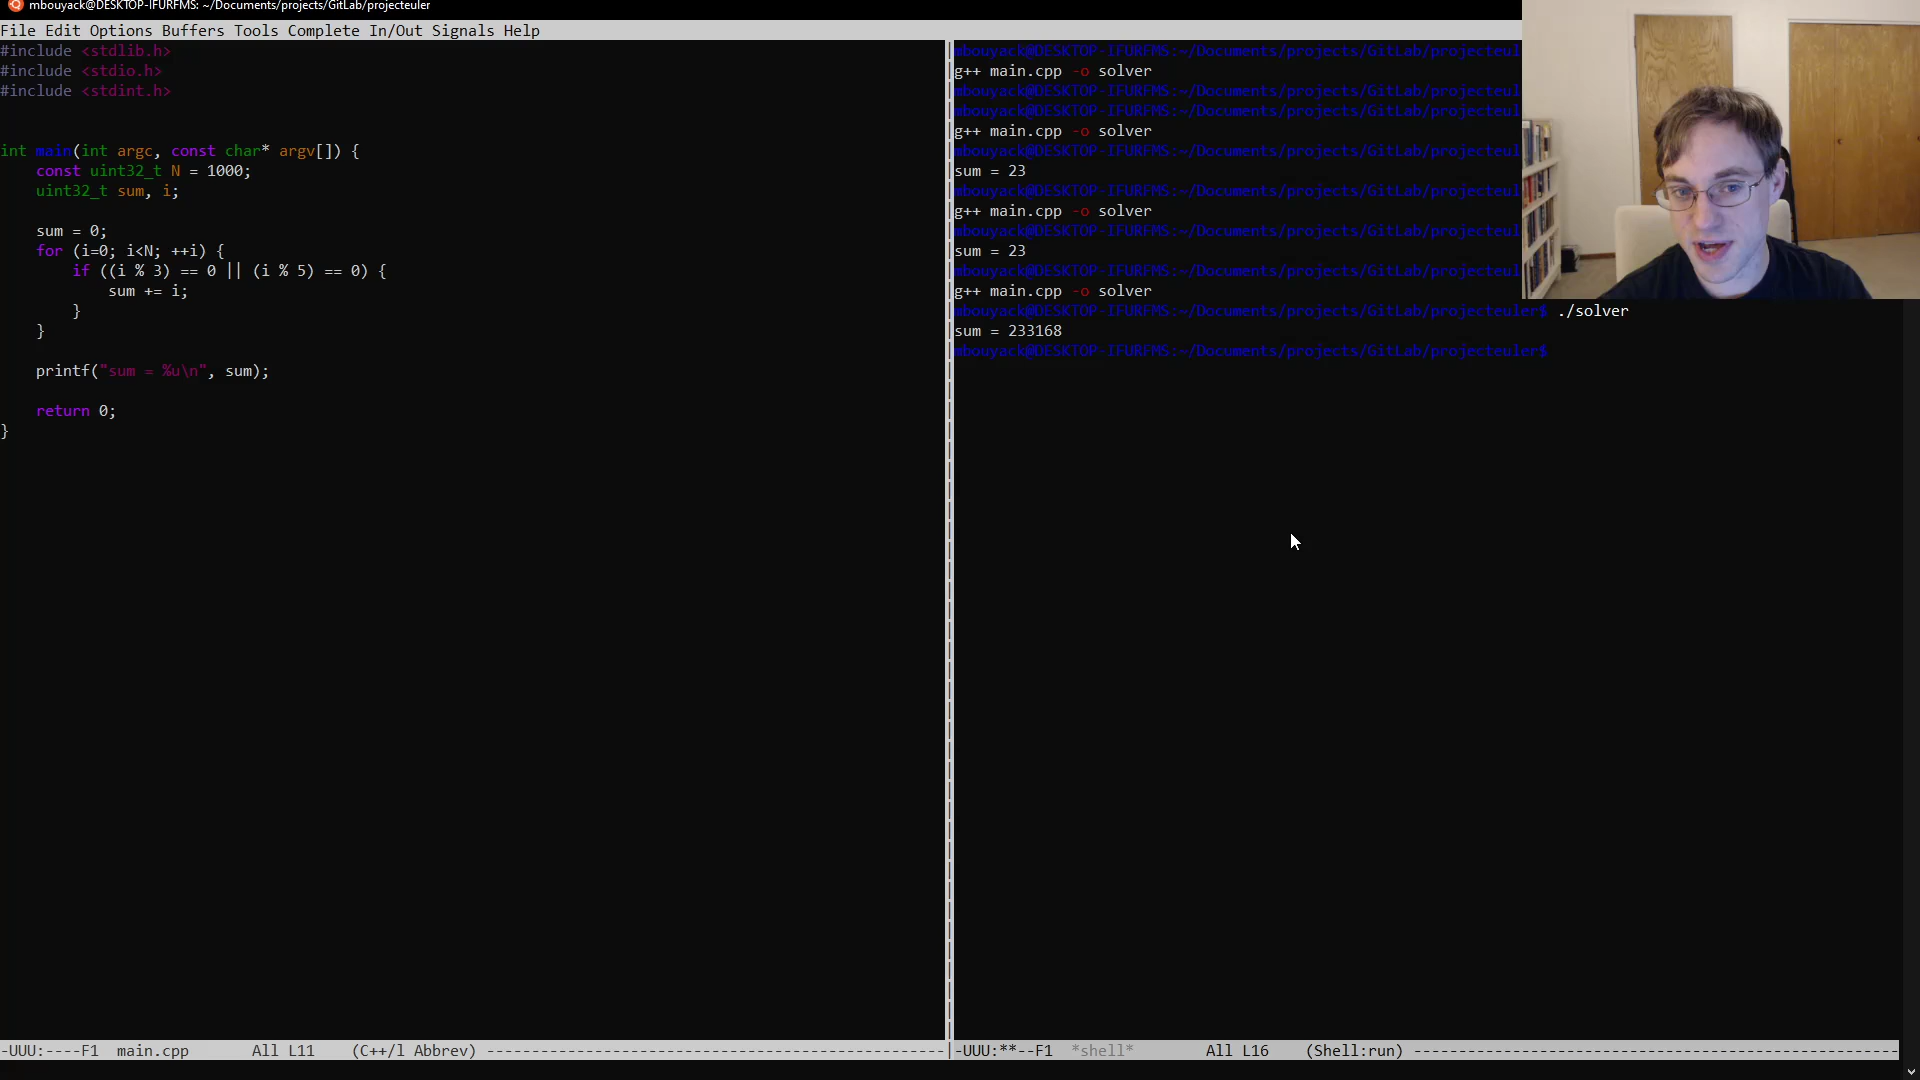 mbouyack@DESKTOP-IFURFMS: ~/Documents/projects/GitLab/projecteuler
File Edit Options Buffers Tools Complete In/Out Signals Help
#include <stdlib.h>
#include <stdio.h>
#include <stdint.h>
int main(int argc, const char* argv[]) {
    const uint32_t N = 1000;
    uint32_t sum, i;
    sum = 0;
    for (i=0; i<N; ++i) {
        if ((i % 3) == 0 || (i % 5) == 0) {
            sum += i;
        }
    }
    printf("sum = %u\n", sum);
    return 0;
}
-UUU:----F1  main.cpp       All L11    (C++/l Abbrev) ---------------------------------------------------
mbouyack@DESKTOP-IFURFMS:~/Documents/projects/GitLab/projecteul
g++ main.cpp -o solver
mbouyack@DESKTOP-IFURFMS:~/Documents/projects/GitLab/projecteul
mbouyack@DESKTOP-IFURFMS:~/Documents/projects/GitLab/projecteul
g++ main.cpp -o solver
mbouyack@DESKTOP-IFURFMS:~/Documents/projects/GitLab/projecteul
sum = 23
mbouyack@DESKTOP-IFURFMS:~/Documents/projects/GitLab/projecteul
g++ main.cpp -o solver
mbouyack@DESKTOP-IFURFMS:~/Documents/projects/GitLab/projecteul
sum = 23
mbouyack@DESKTOP-IFURFMS:~/Documents/projects/GitLab/projecteul
g++ main.cpp -o solver
mbouyack@DESKTOP-IFURFMS:~/Documents/projects/GitLab/projecteuler$ ./solver
sum = 233168
mbouyack@DESKTOP-IFURFMS:~/Documents/projects/GitLab/projecteuler$
-UUU:**--F1  *shell*        All L16    (Shell:run) ------------------------------------------------------